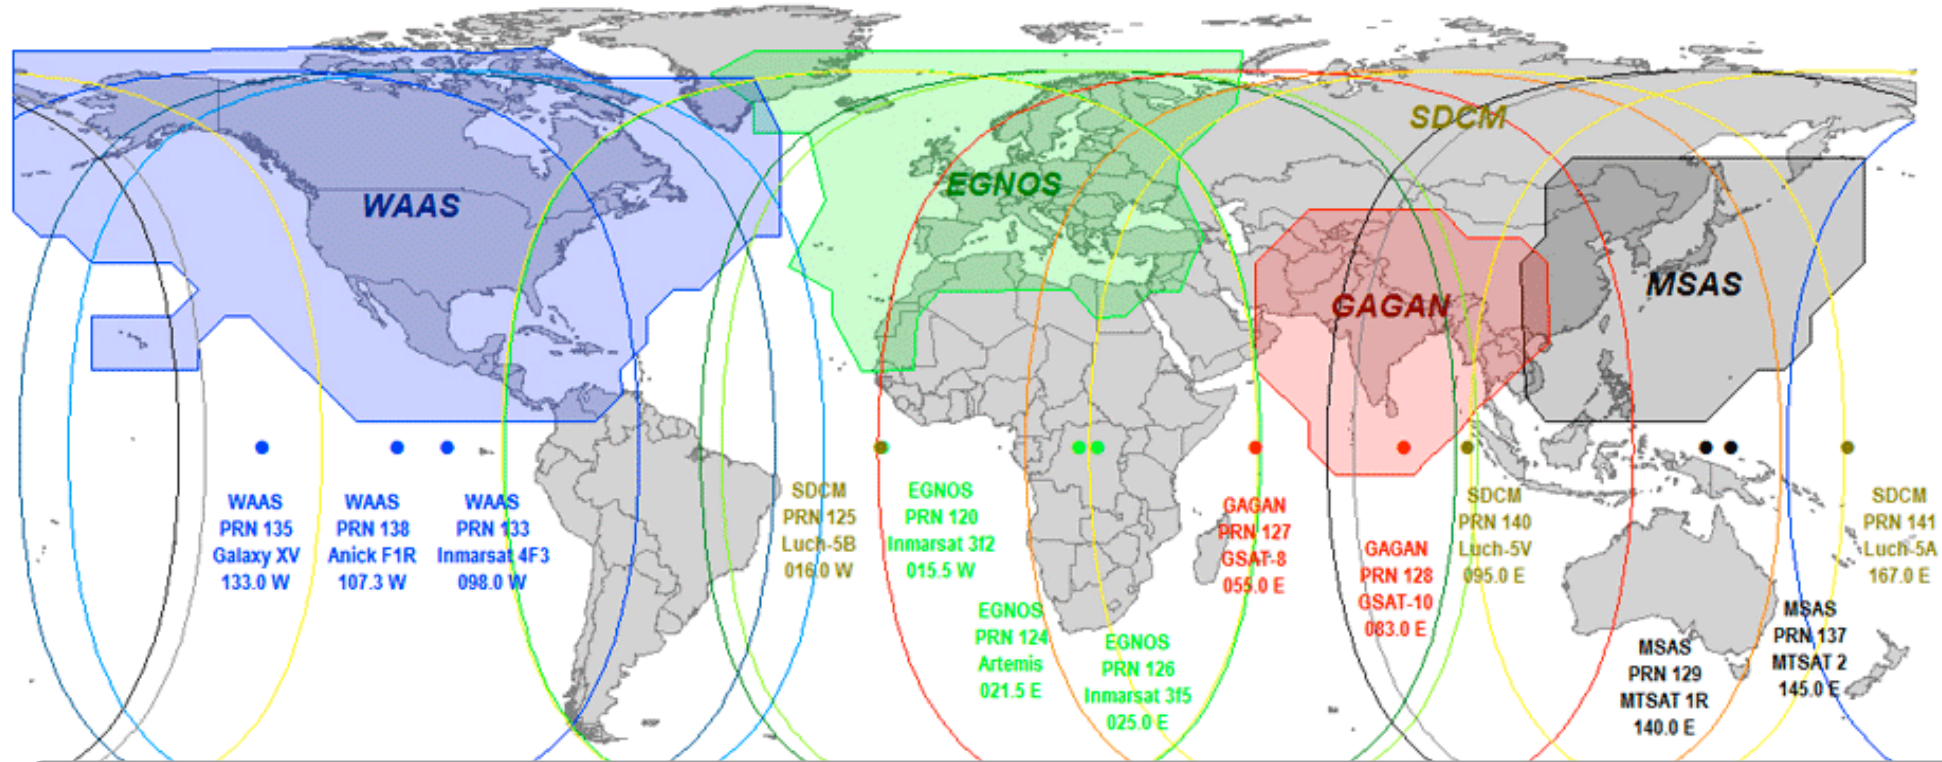 SDCM
WAAS
EGNOS
GAGAN
MSAS
WAAS
PRN 135
Galaxy XV
133.0 W
WAAS
PRN 138
Anick F1R
107.3 W
WAAS
PRN 133
Inmarsat 4F3
098.0 W
SDCM
PRN 125
Luch-5B
016.0 W
EGNOS
PRN 120
Inmarsat 3f2
015.5 W
EGNOS
PRN 124
Artemis
021.5 E
EGNOS
PRN 126
Inmarsat 3f5
025.0 E
GAGAN
PRN 127
GSAT-8
055.0 E
GAGAN
PRN 128
GSAT-10
083.0 E
SDCM
PRN 140
Luch-5V
095.0 E
MSAS
PRN 129
MTSAT 1R
140.0 E
MSAS
PRN 137
MTSAT 2
145.0 E
SDCM
PRN 141
Luch-5A
167.0 E